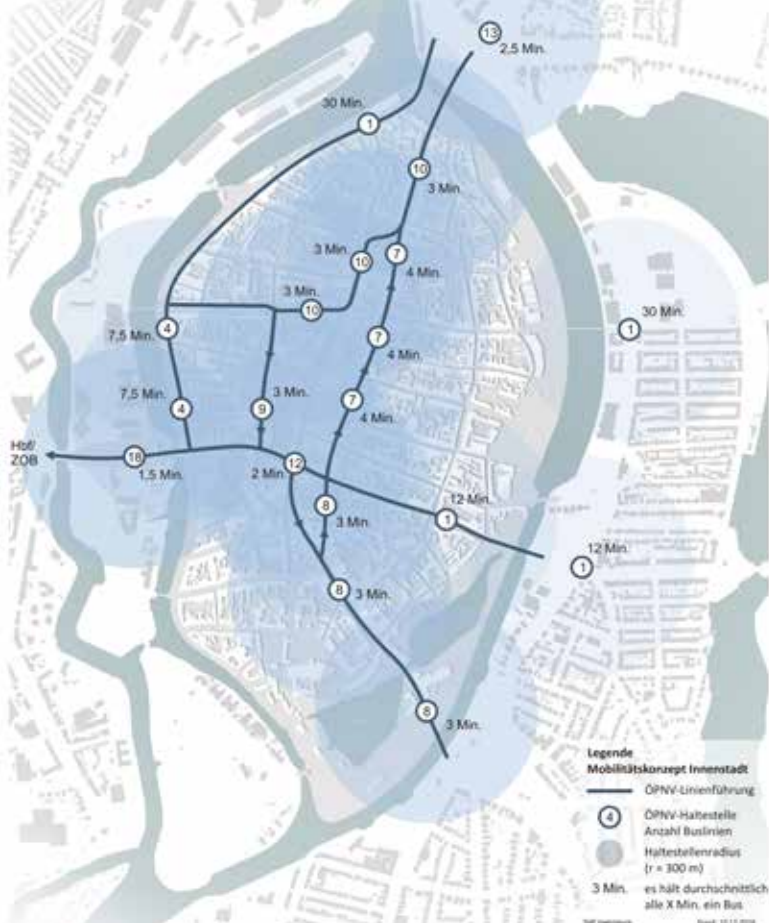 13
2,5 Min.
30 Min.
1
10
3 Min.
3 Min.
10
7
4 Min.
3 Min.
10
30 Min.
1
7,5 Min.
4
7
4 Min.
7,5 Min.
4
3 Min.
9
7
4 Min.
Hbf/
ZOB
18
1,5 Min.
12
2 Min.
12 Min.
1
8
3 Min.
12 Min.
1
8
3 Min.
8
3 Min.
Legende
Mobilitätskonzept Innenstadt
ÖPNV-Linienführung
4
ÖPNV-Haltestelle
Anzahl Buslinien
Haltestellenradius
(r = 300 m)
3 Min.
es hält durchschnittlich
alle X Min. ein Bus